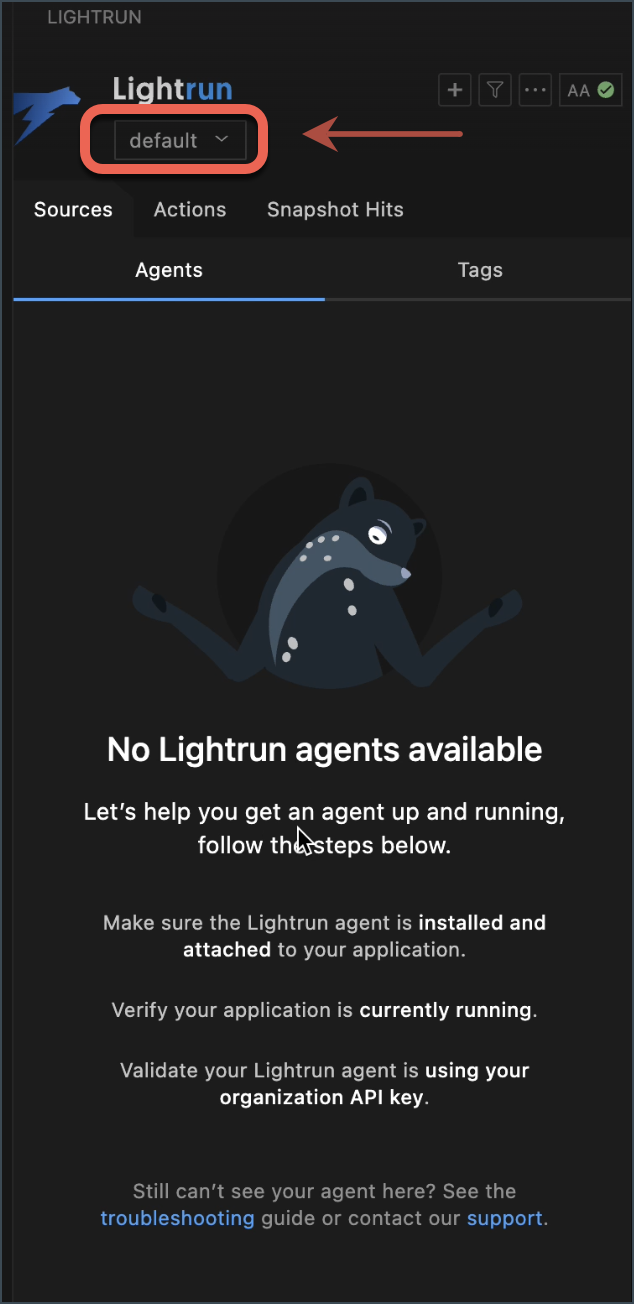 LIGHTRUN
Lightrun
AA
default
Sources Actions Snapshot Hits
Agents Tags
No Lightrun agents available
Let’s help you get an agent up and running,
follow the steps below.
Make sure the Lightrun agent is installed and
attached to your application.
Verify your application is currently running.
Validate your Lightrun agent is using your
organization API key.
Still can’t see your agent here? See the
troubleshooting guide or contact our support.